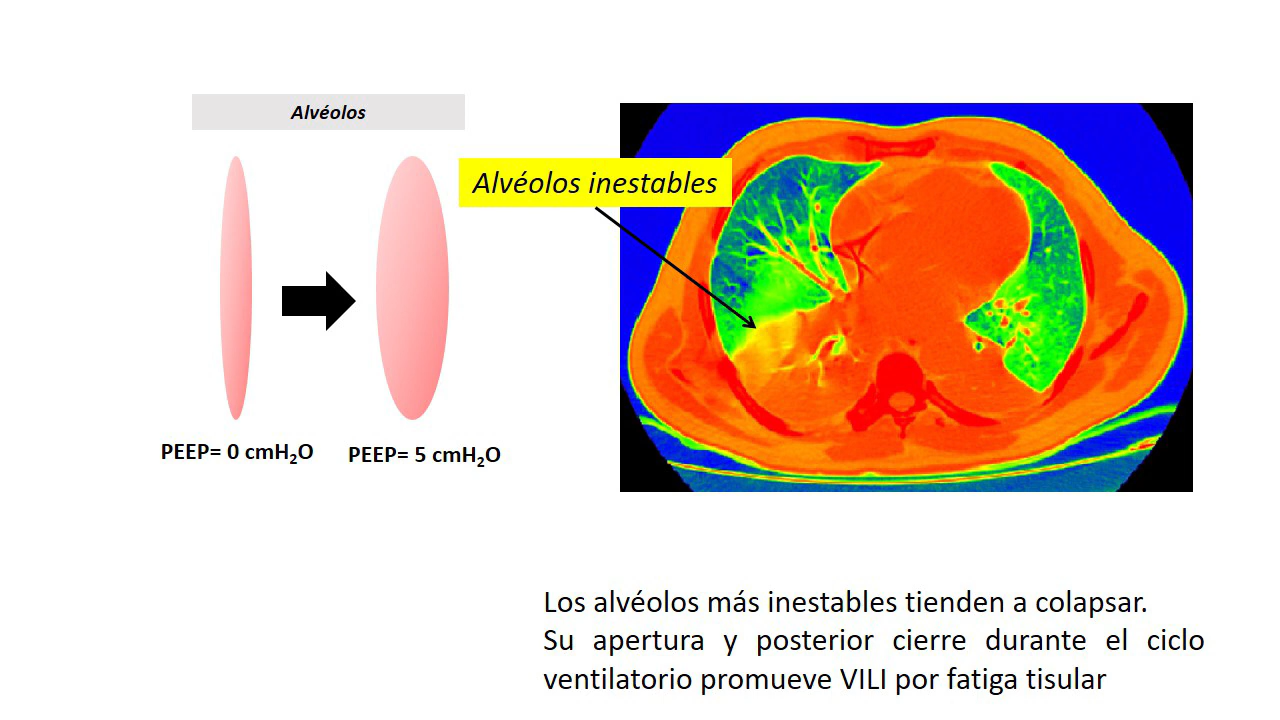 Alvéolos
Alvéolos inestables
PEEP= 0 cmH₂O
PEEP= 5 cmH₂O
Los alvéolos más inestables tienden a colapsar.
Su apertura y posterior cierre durante el ciclo
ventilatorio promueve VILI por fatiga tisular